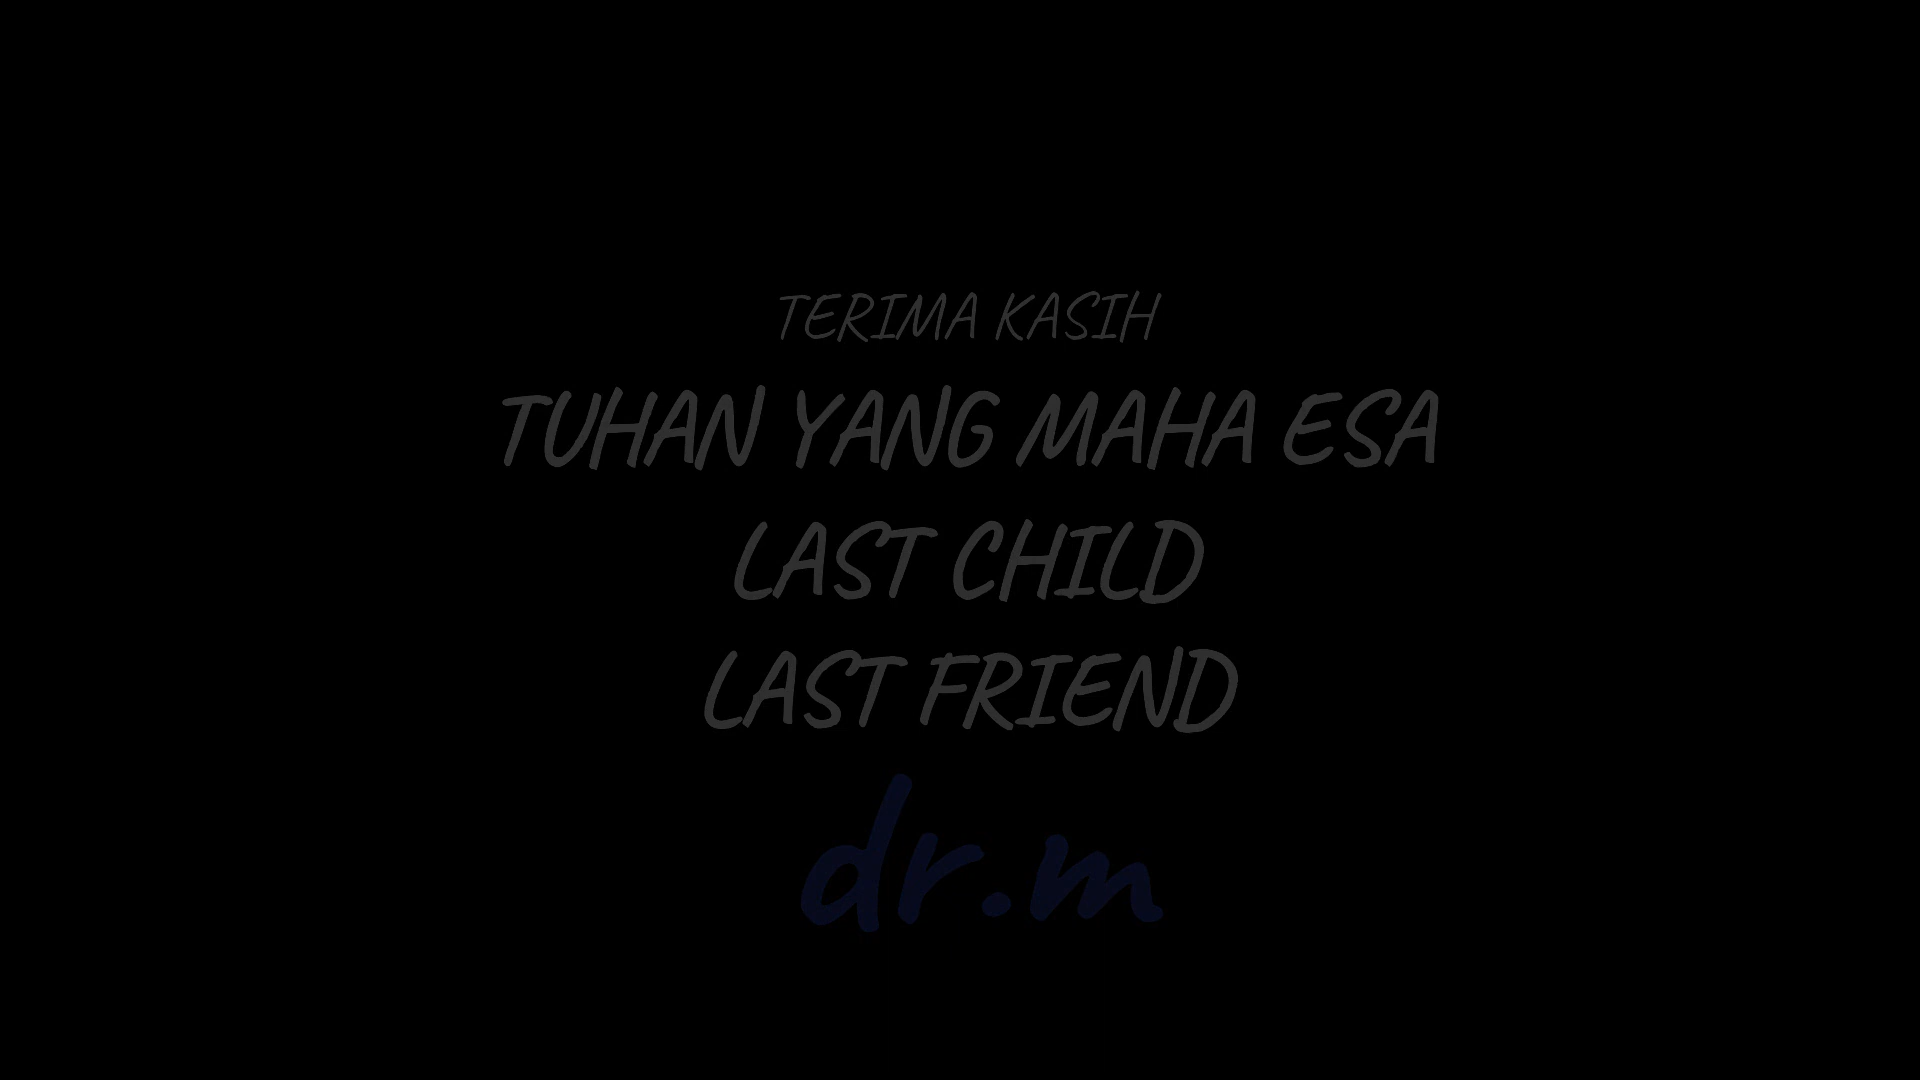 TERIMA KASIH
TUHAN YANG MAHA ESA
LAST CHILD
LAST FRIEND
dr.m